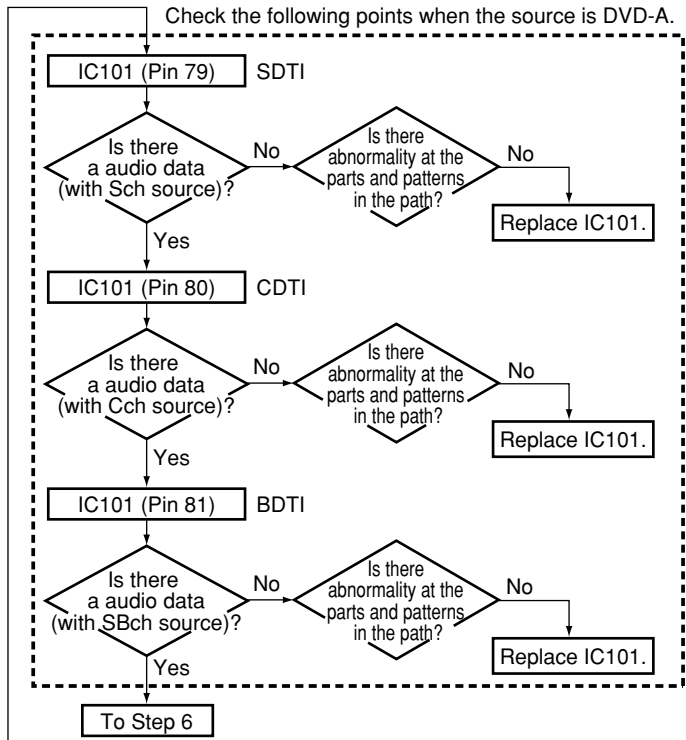 Check the following points when the source is DVD-A.
IC101 (Pin 79)
SDTI
Is there
a audio data
(with Sch source)?
No
Is there
abnormality at the
parts and patterns
in the path?
No
Replace IC101.
Yes
IC101 (Pin 80)
CDTI
Is there
a audio data
(with Cch source)?
No
Is there
abnormality at the
parts and patterns
in the path?
No
Replace IC101.
Yes
IC101 (Pin 81)
BDTI
Is there
a audio data
(with SBch source)?
No
Is there
abnormality at the
parts and patterns
in the path?
No
Replace IC101.
Yes
To Step 6